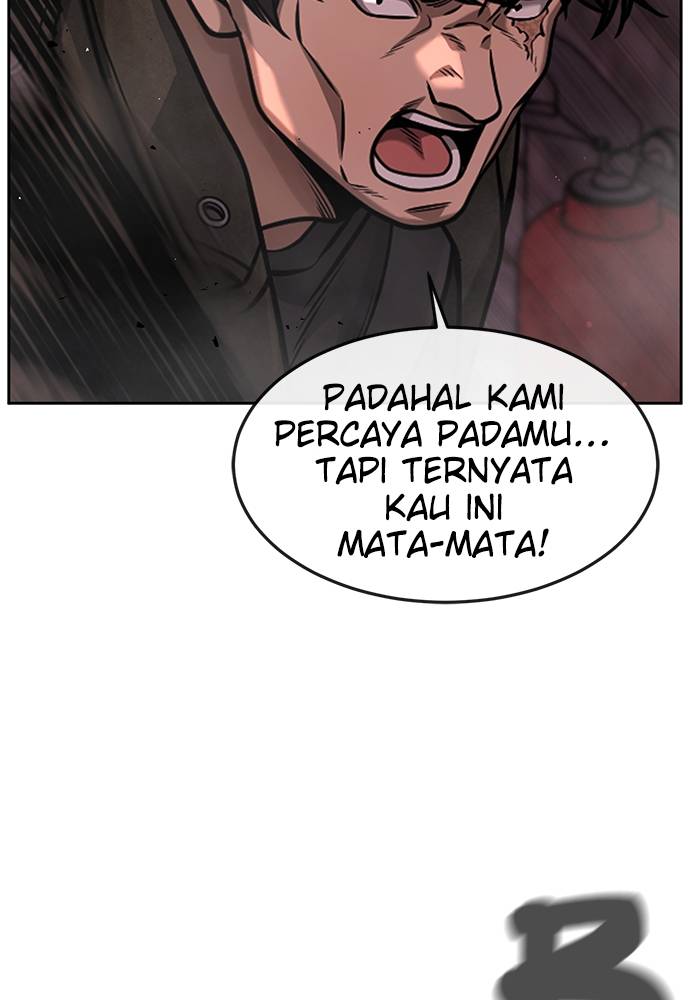 PADAHAL KAMI
PERCAYA PADAMU...
TAPI TERNYATA
KAU INI
MATA-MATA!